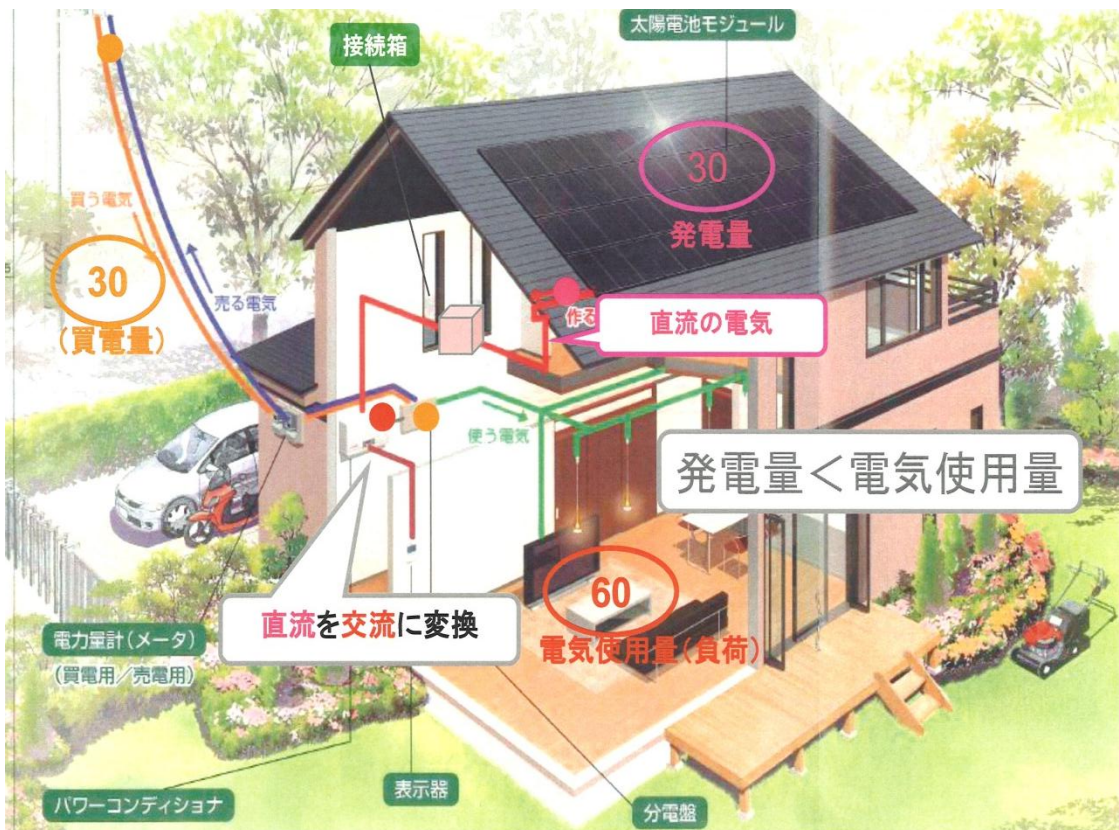 太陽電池モジュール
接続箱
30
発電量
買う電気
30
(買電量)
売る電気
作る
直流の電気
使う電気
発電量＜電気使用量
60
電気使用量(負荷)
直流を交流に変換
電力量計(メータ)
(買電用／売電用)
表示器
パワーコンディショナ
分電盤